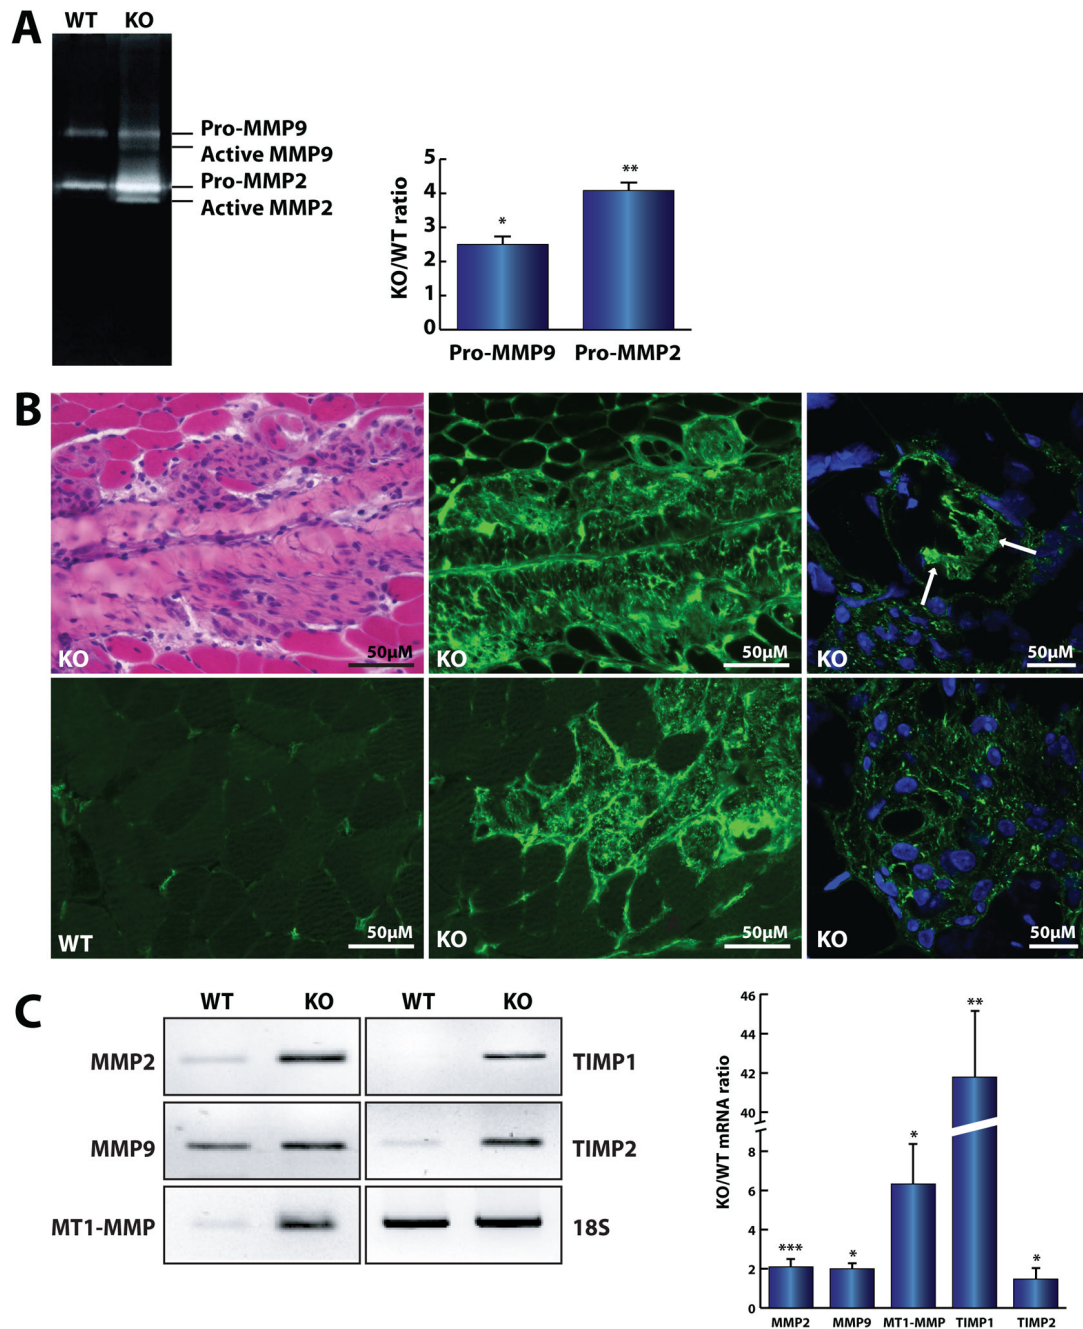 A
WT KO
Pro-MMP9
Active MMP9
Pro-MMP2
Active MMP2
KO/WT ratio
5
4
3
2
1
0
*
**
Pro-MMP9 Pro-MMP2
B
KO 50µM
KO 50µM
KO 50µM
WT 50µM
KO 50µM
KO 50µM
C
WT KO WT KO
MMP2 TIMP1
MMP9 TIMP2
MT1-MMP 18S
KO/WT mRNA ratio
46
44
42
40
8
6
4
2
0
***
*
*
**
*
MMP2 MMP9 MT1-MMP TIMP1 TIMP2